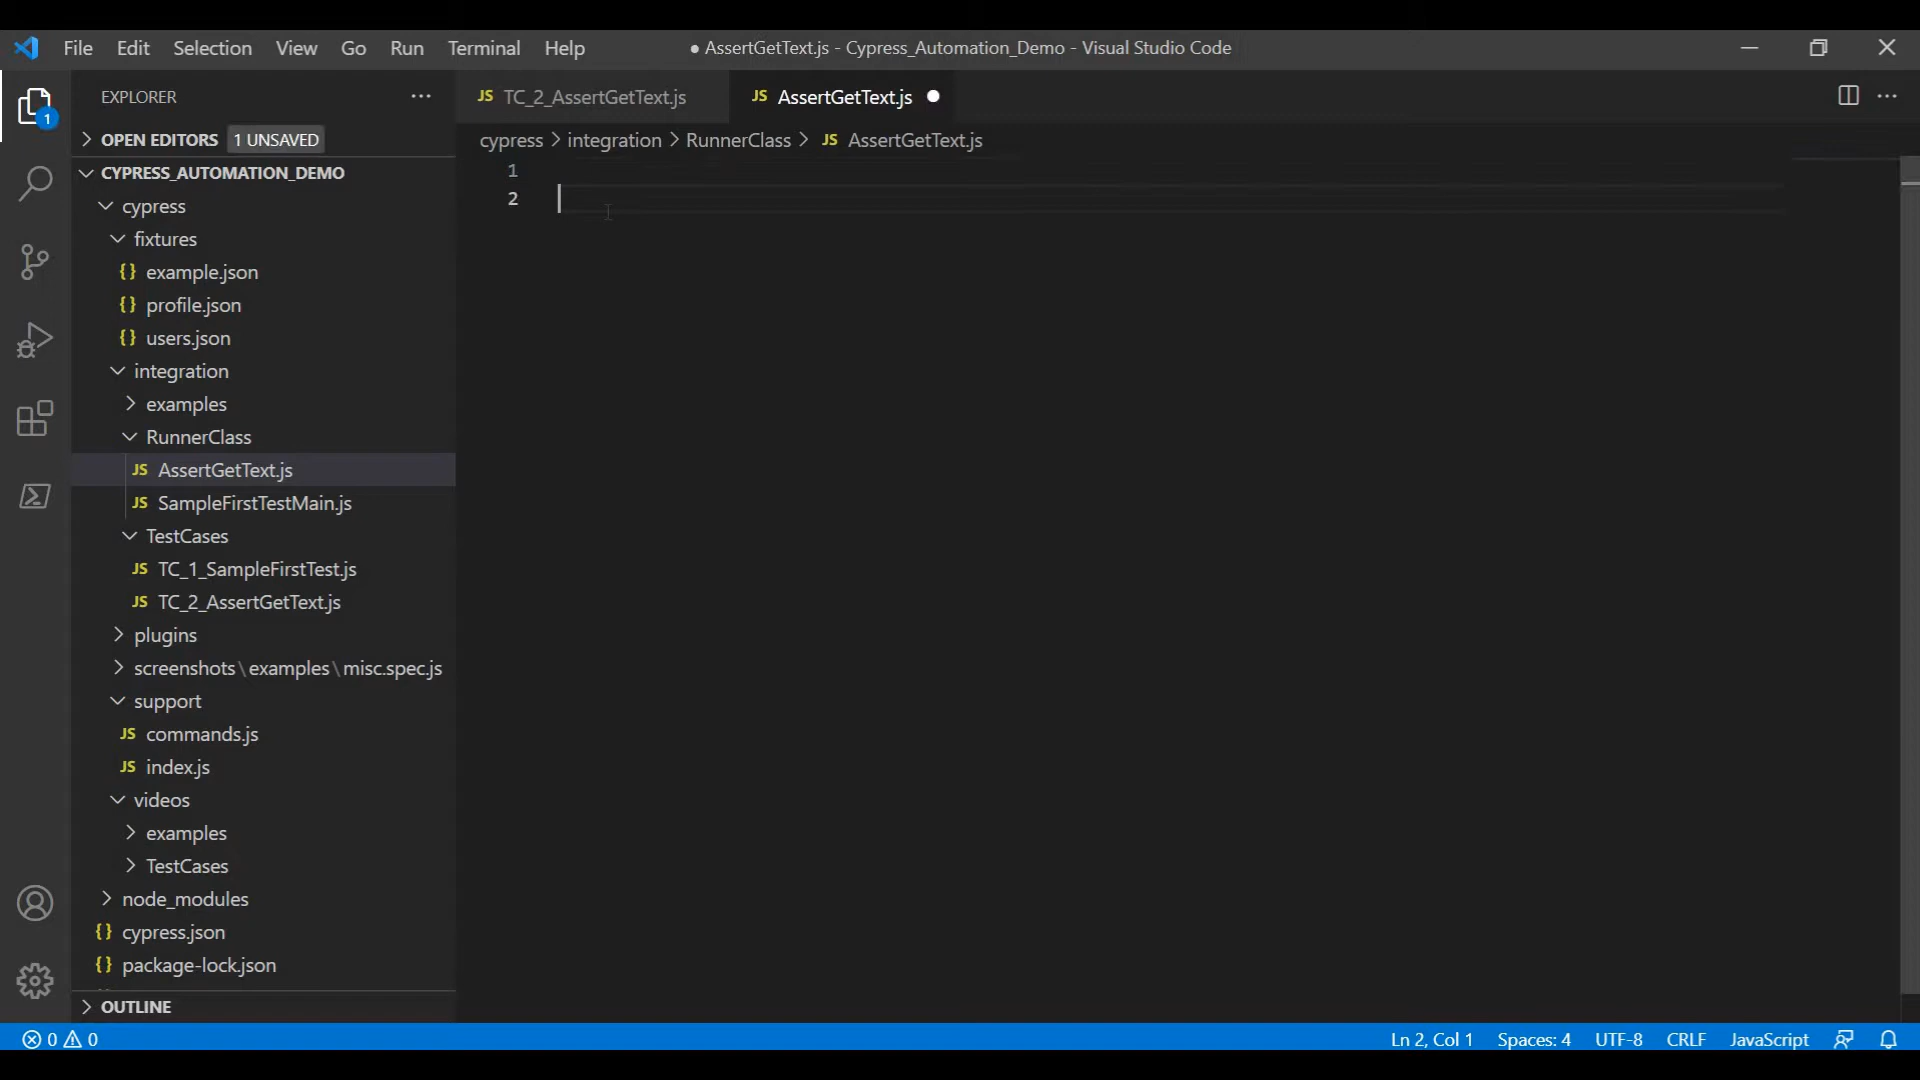 File Edit Selection View Go Run Terminal Help
● AssertGetText.js - Cypress_Automation_Demo - Visual Studio Code
EXPLORER
JS TC_2_AssertGetText.js
JS AssertGetText.js
1
OPEN EDITORS 1 UNSAVED
cypress > integration > RunnerClass > JS AssertGetText.js
CYPRESS_AUTOMATION_DEMO
1
2
cypress
fixtures
{} example.json
{} profile.json
{} users.json
integration
examples
RunnerClass
JS AssertGetText.js
JS SampleFirstTestMain.js
TestCases
JS TC_1_SampleFirstTest.js
JS TC_2_AssertGetText.js
plugins
screenshots\examples\misc.spec.js
support
JS commands.js
JS index.js
videos
examples
TestCases
node_modules
{} cypress.json
{} package-lock.json
OUTLINE
0 0
Ln 2, Col 1 Spaces: 4 UTF-8 CRLF JavaScript